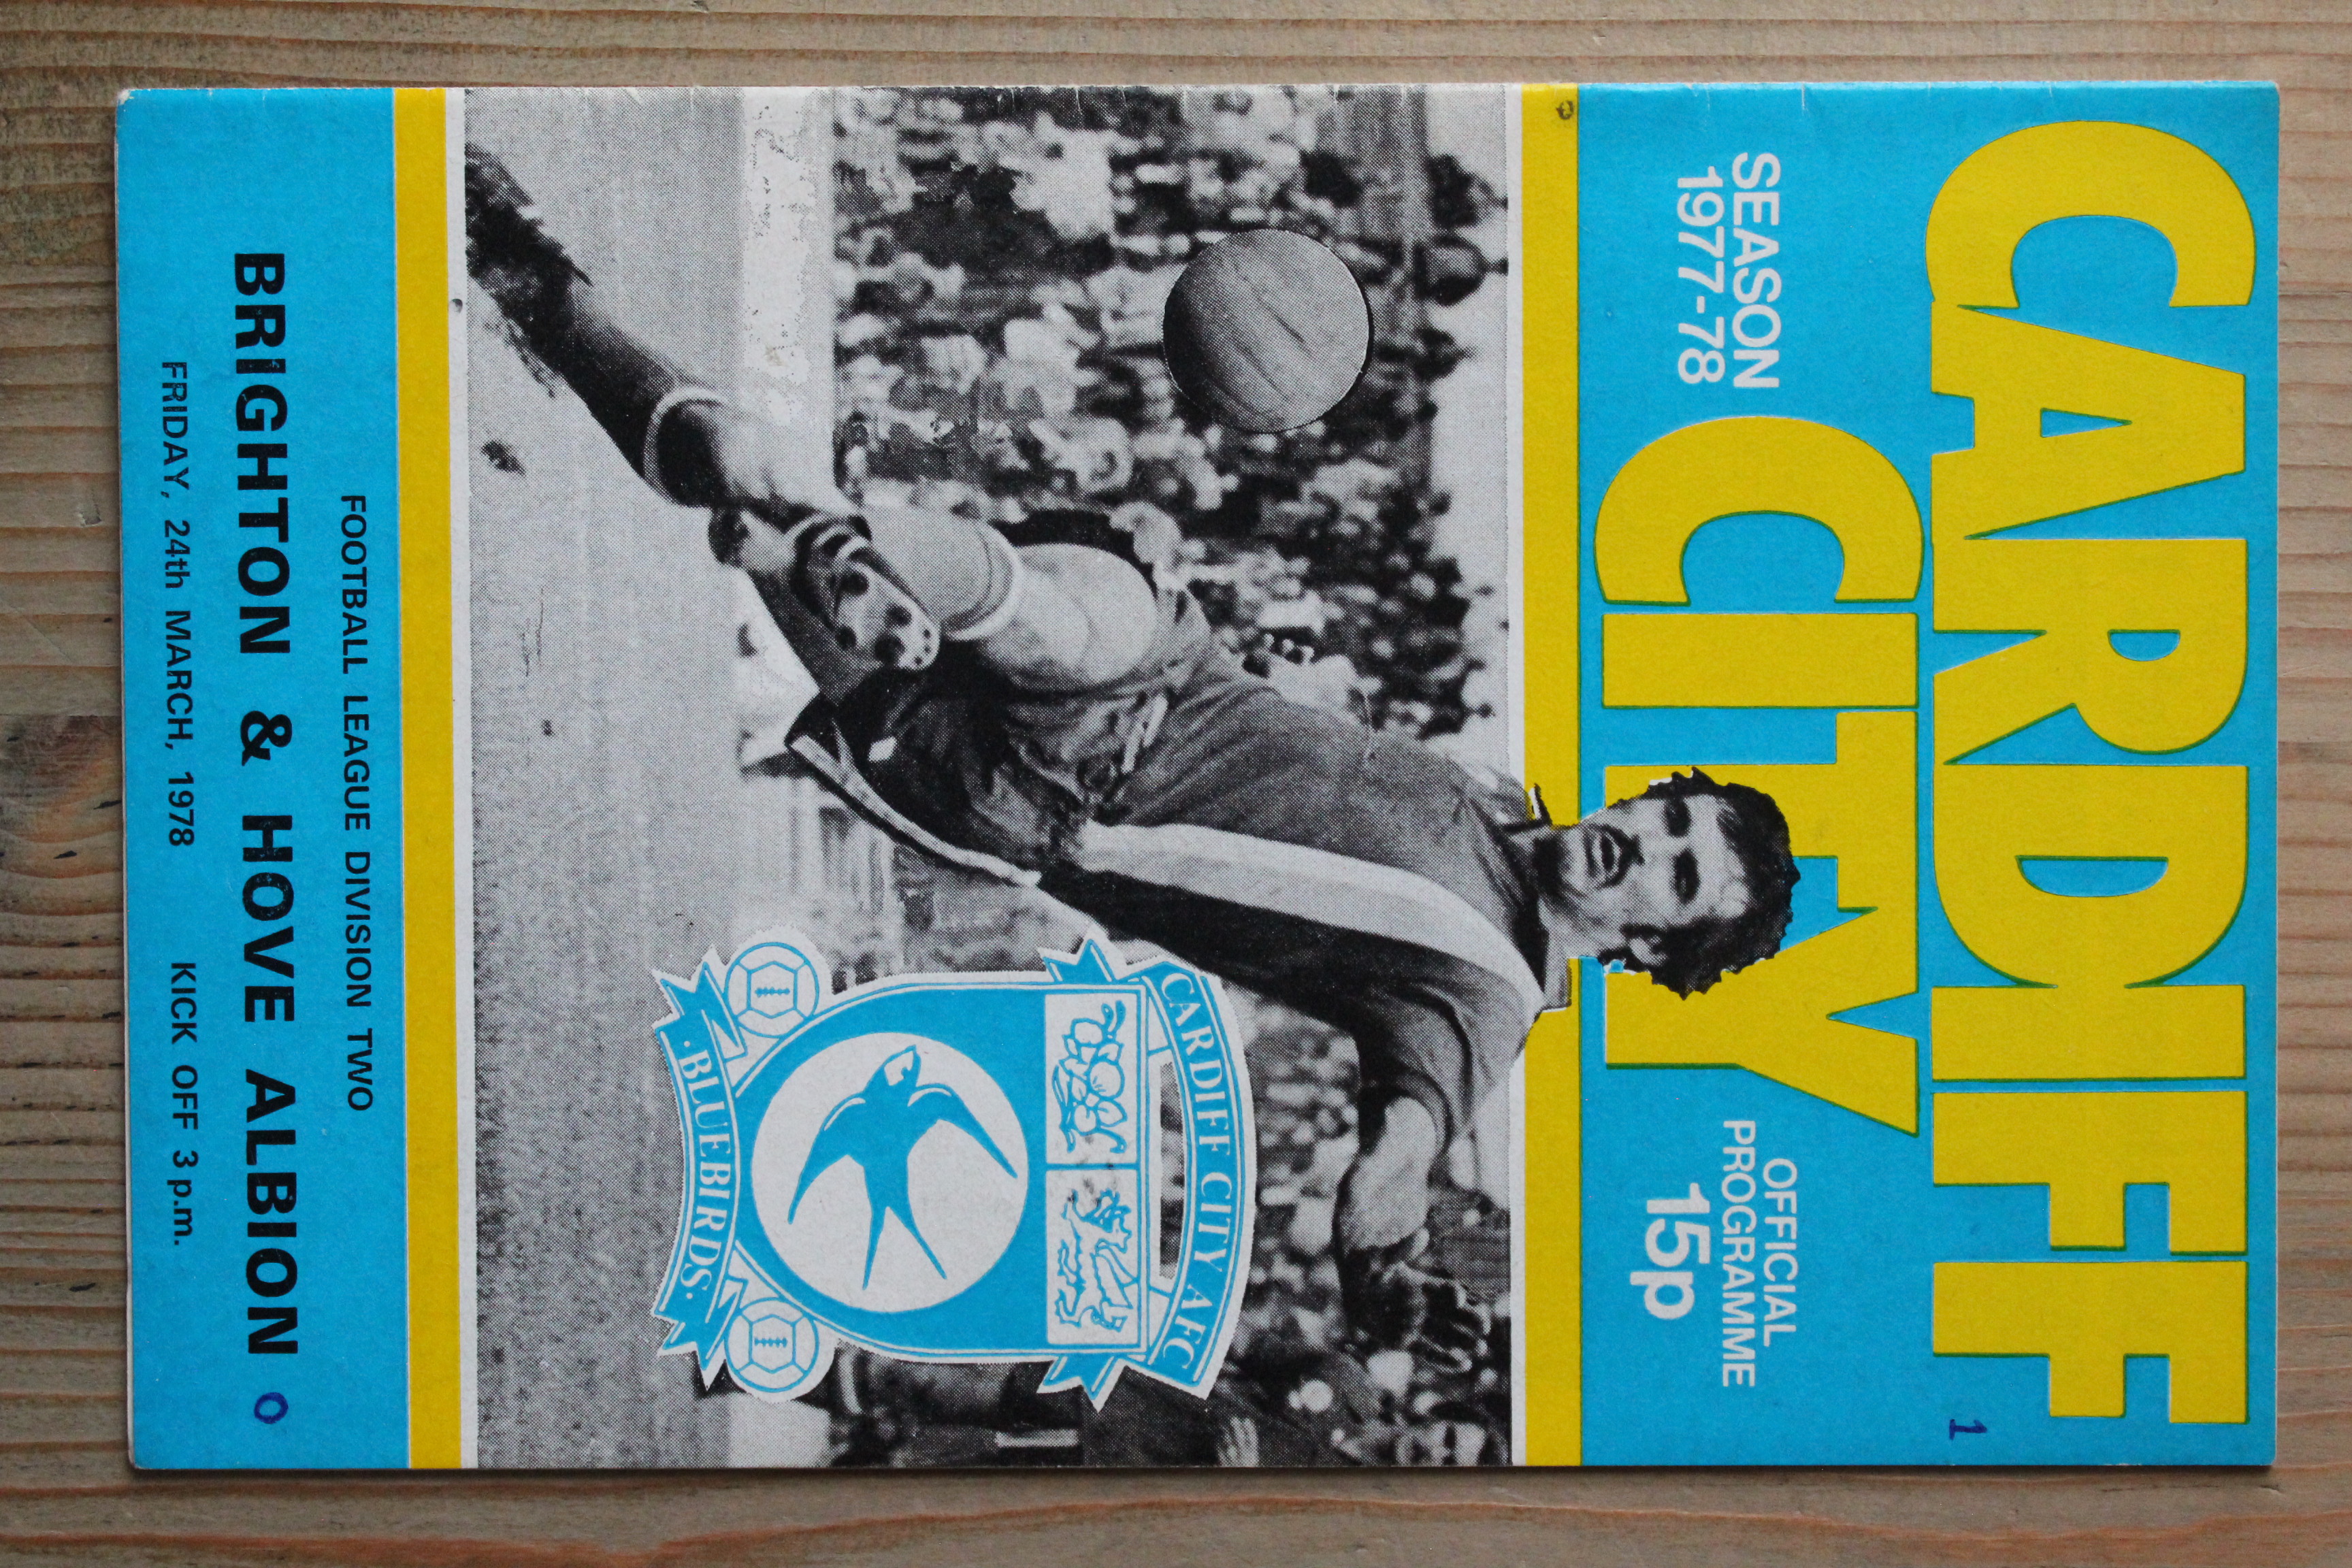 CARDIFF
1
SEASON
1977-78
CITY
OFFICIAL
PROGRAMME
15p
CARDIFF CITY AFC
· BLUEBIRDS ·
FOOTBALL LEAGUE DIVISION TWO
BRIGHTON & HOVE ALBION 0
FRIDAY, 24th MARCH, 1978 KICK OFF 3 p.m.